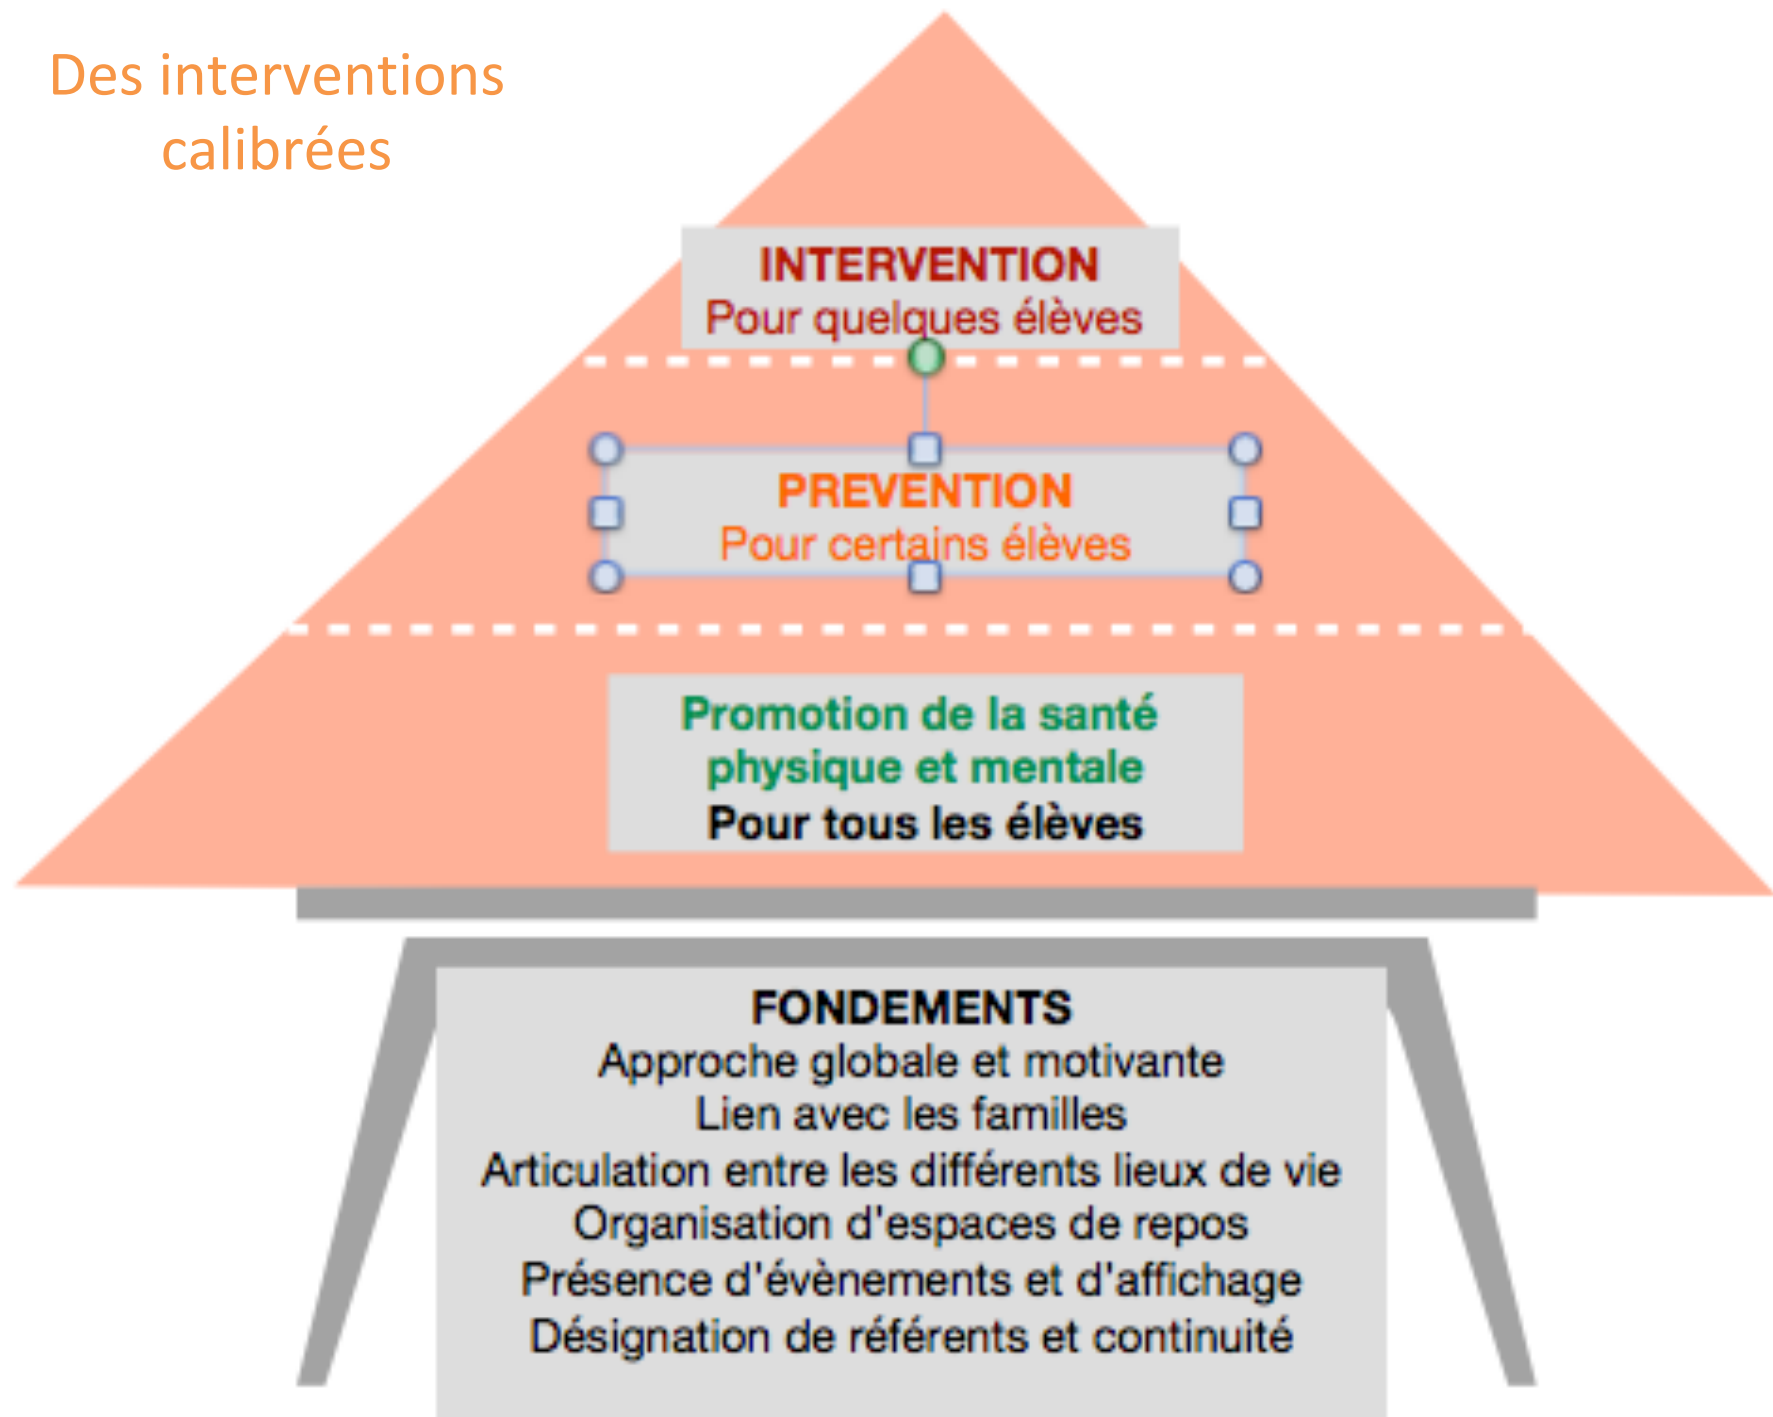 Des interventions
calibrées
INTERVENTION
Pour quelques élèves
PREVENTION
Pour certains élèves
Promotion de la santé
physique et mentale
Pour tous les élèves
FONDEMENTS
Approche globale et motivante
Lien avec les familles
Articulation entre les différents lieux de vie
Organisation d'espaces de repos
Présence d'évènements et d'affichage
Désignation de référents et continuité